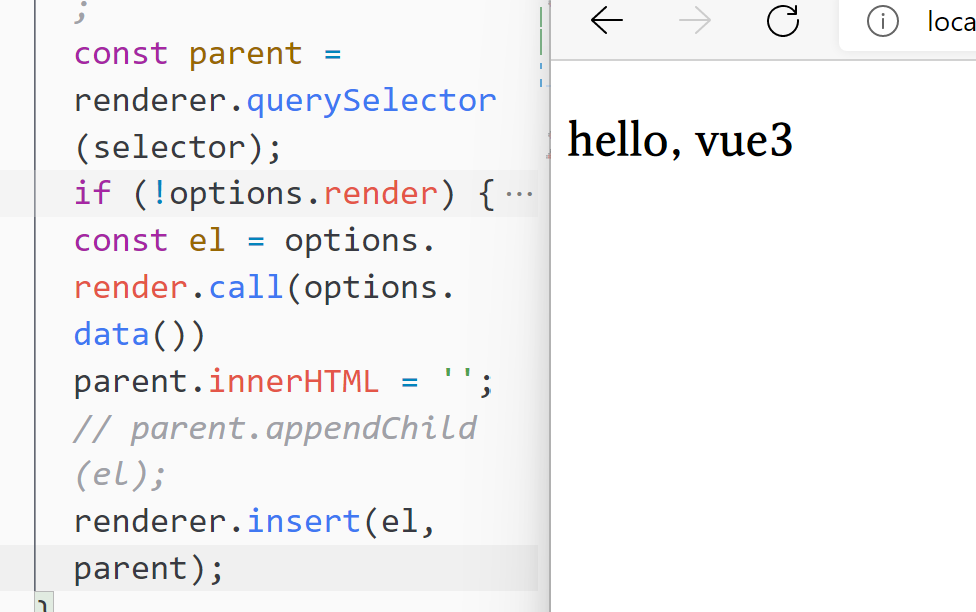 ;
const parent =
renderer.querySelector
(selector);
if (!options.render) {···
const el = options.
render.call(options.
data())
parent.innerHTML = '';
// parent.appendChild
(el);
renderer.insert(el,
parent);
}
loca
hello, vue3